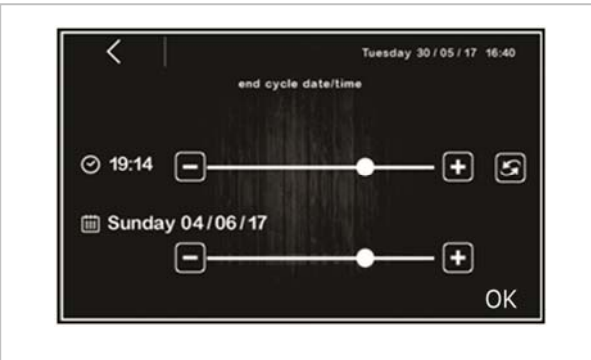 Tuesday 30/05/17 16:40
end cycle date/time
19:14
Sunday 04/06/17
OK